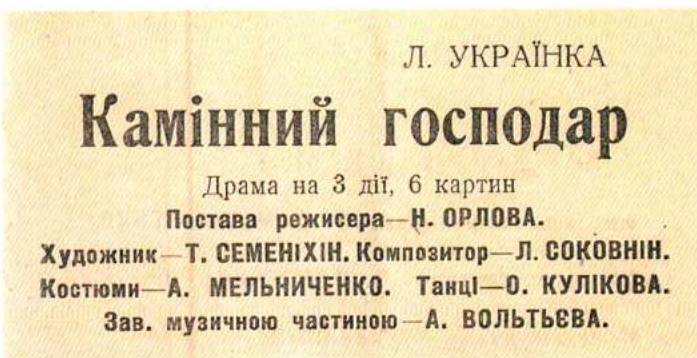 Л. УКРАЇНКА
Камінний господар
Драма на 3 дії, 6 картин
Постава режисера—Н. ОРЛОВА.
Художник—Т. СЕМЕНІХІН. Композитор—Л. СОКОВНІН.
Костюми—А. МЕЛЬНИЧЕНКО. Танці—О. КУЛІКОВА.
Зав. музичною частиною—А. ВОЛЬТЬЄВА.